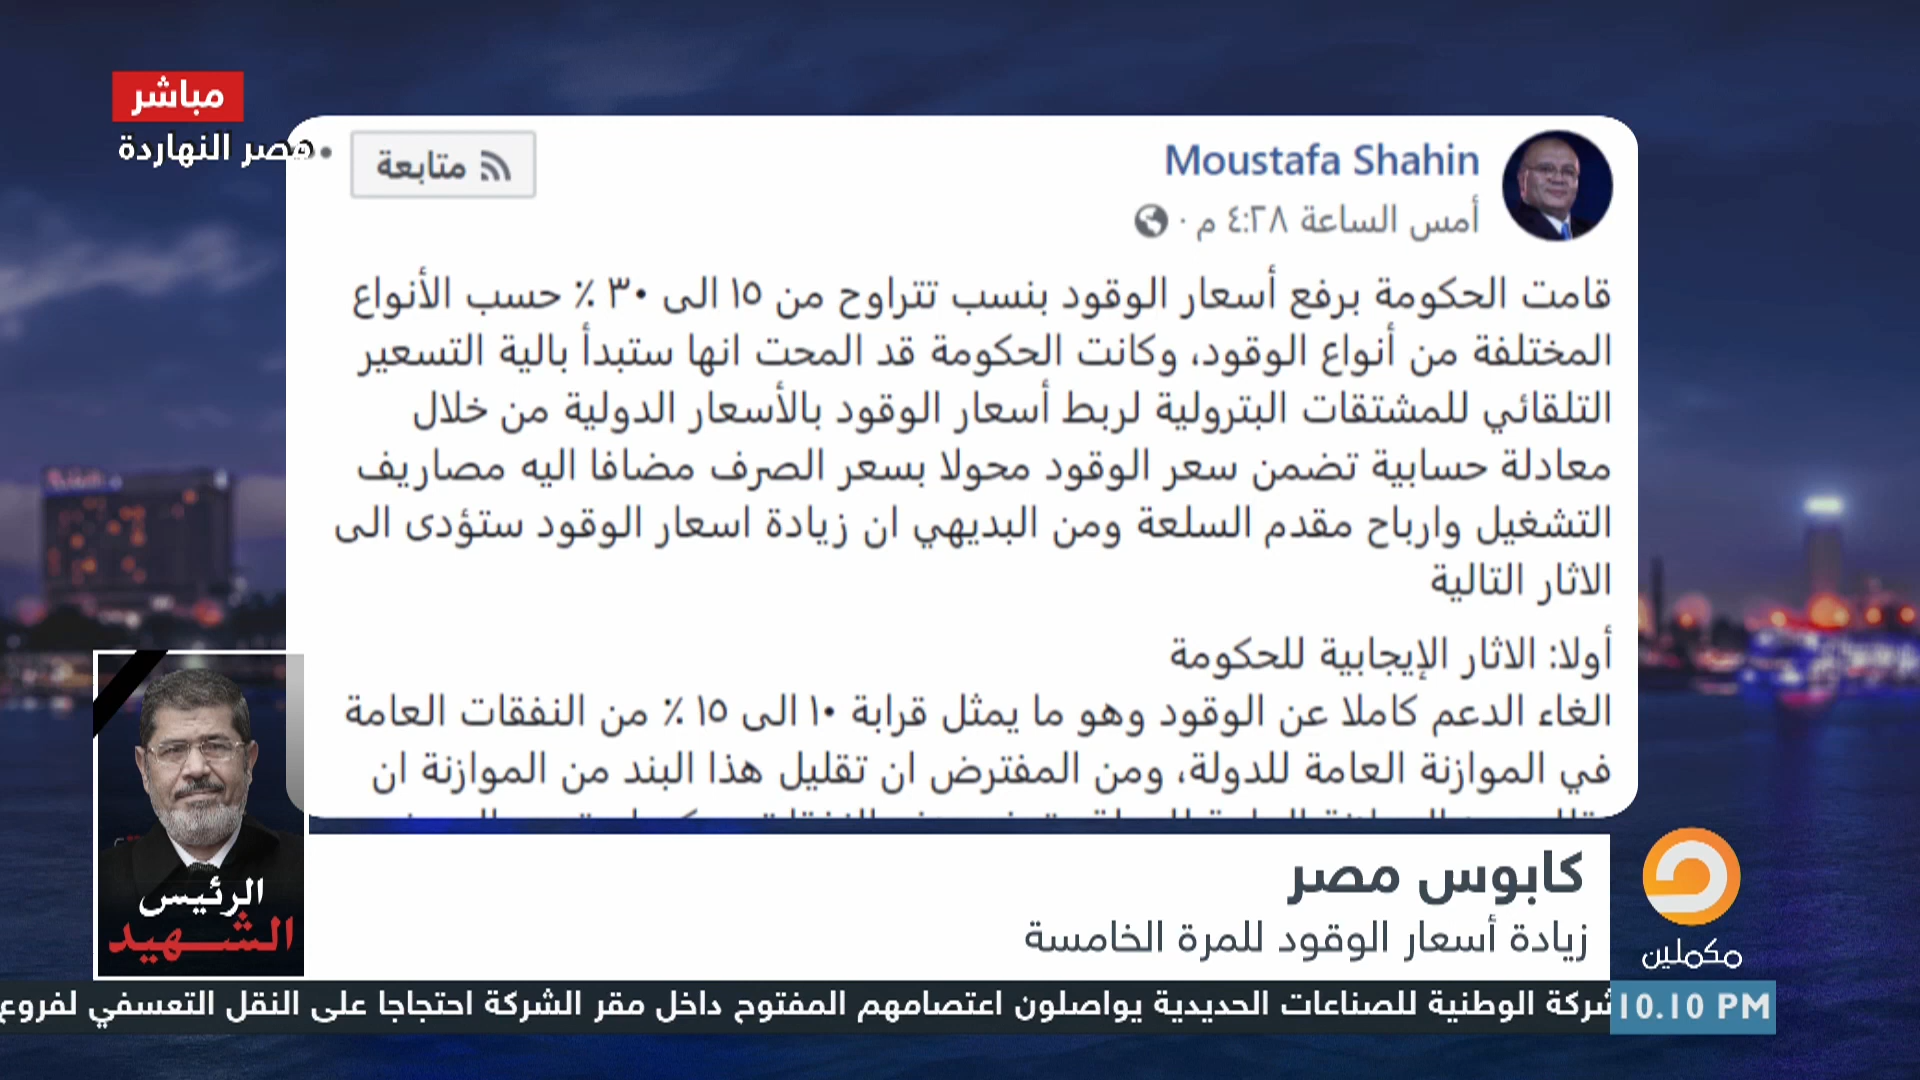 مباشر
مصر النهاردة
متابعة
Moustafa Shahin
أمس الساعة ٤:٢٨ م ·
قامت الحكومة برفع أسعار الوقود بنسب تتراوح من ١٥ الى ٣٠ ٪ حسب الأنواع
المختلفة من أنواع الوقود، وكانت الحكومة قد المحت انها ستبدأ بالية التسعير
التلقائي للمشتقات البترولية لربط أسعار الوقود بالأسعار الدولية من خلال
معادلة حسابية تضمن سعر الوقود محولا بسعر الصرف مضافا اليه مصاريف
التشغيل وارباح مقدم السلعة ومن البديهي ان زيادة اسعار الوقود ستؤدى الى
الاثار التالية
أولا: الاثار الإيجابية للحكومة
الغاء الدعم كاملا عن الوقود وهو ما يمثل قرابة ١٠ الى ١٥ ٪ من النفقات العامة
في الموازنة العامة للدولة، ومن المفترض ان تقليل هذا البند من الموازنة ان
الرئيس
الشهيد
كابوس مصر
زيادة أسعار الوقود للمرة الخامسة
مكملين
شركة الوطنية للصناعات الحديدية يواصلون اعتصامهم المفتوح داخل مقر الشركة احتجاجا على النقل التعسفي لفروع
10.10 PM